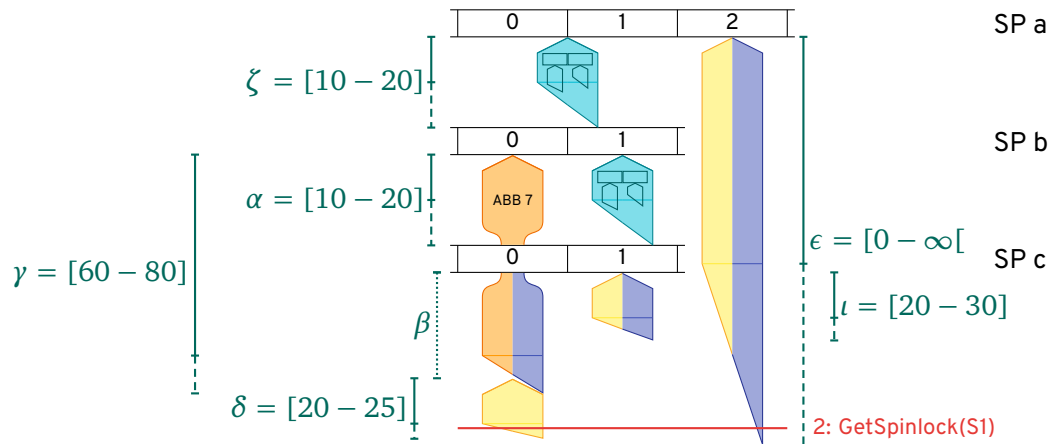 0 1 2 SP a
ζ = [10 − 20]
0 1 SP b
α = [10 − 20]
ABB 7
ϵ = [0 − ∞[
0 1 SP c
γ = [60 − 80]
β
ι = [20 − 30]
δ = [20 − 25]
2: GetSpinlock(S1)